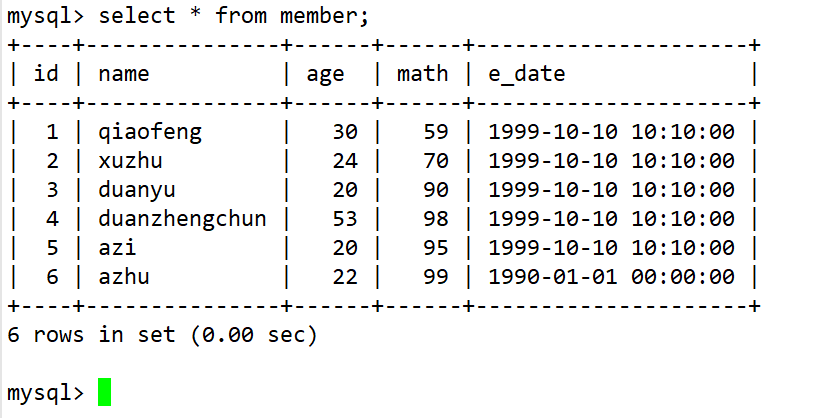 mysql> select * from member;
+----+---------------+------+------+---------------------+
| id | name          | age  | math | e_date              |
+----+---------------+------+------+---------------------+
|  1 | qiaofeng      |   30 |   59 | 1999-10-10 10:10:00 |
|  2 | xuzhu         |   24 |   70 | 1999-10-10 10:10:00 |
|  3 | duanyu        |   20 |   90 | 1999-10-10 10:10:00 |
|  4 | duanzhengchun |   53 |   98 | 1999-10-10 10:10:00 |
|  5 | azi           |   20 |   95 | 1999-10-10 10:10:00 |
|  6 | azhu          |   22 |   99 | 1990-01-01 00:00:00 |
+----+---------------+------+------+---------------------+
6 rows in set (0.00 sec)
mysql>